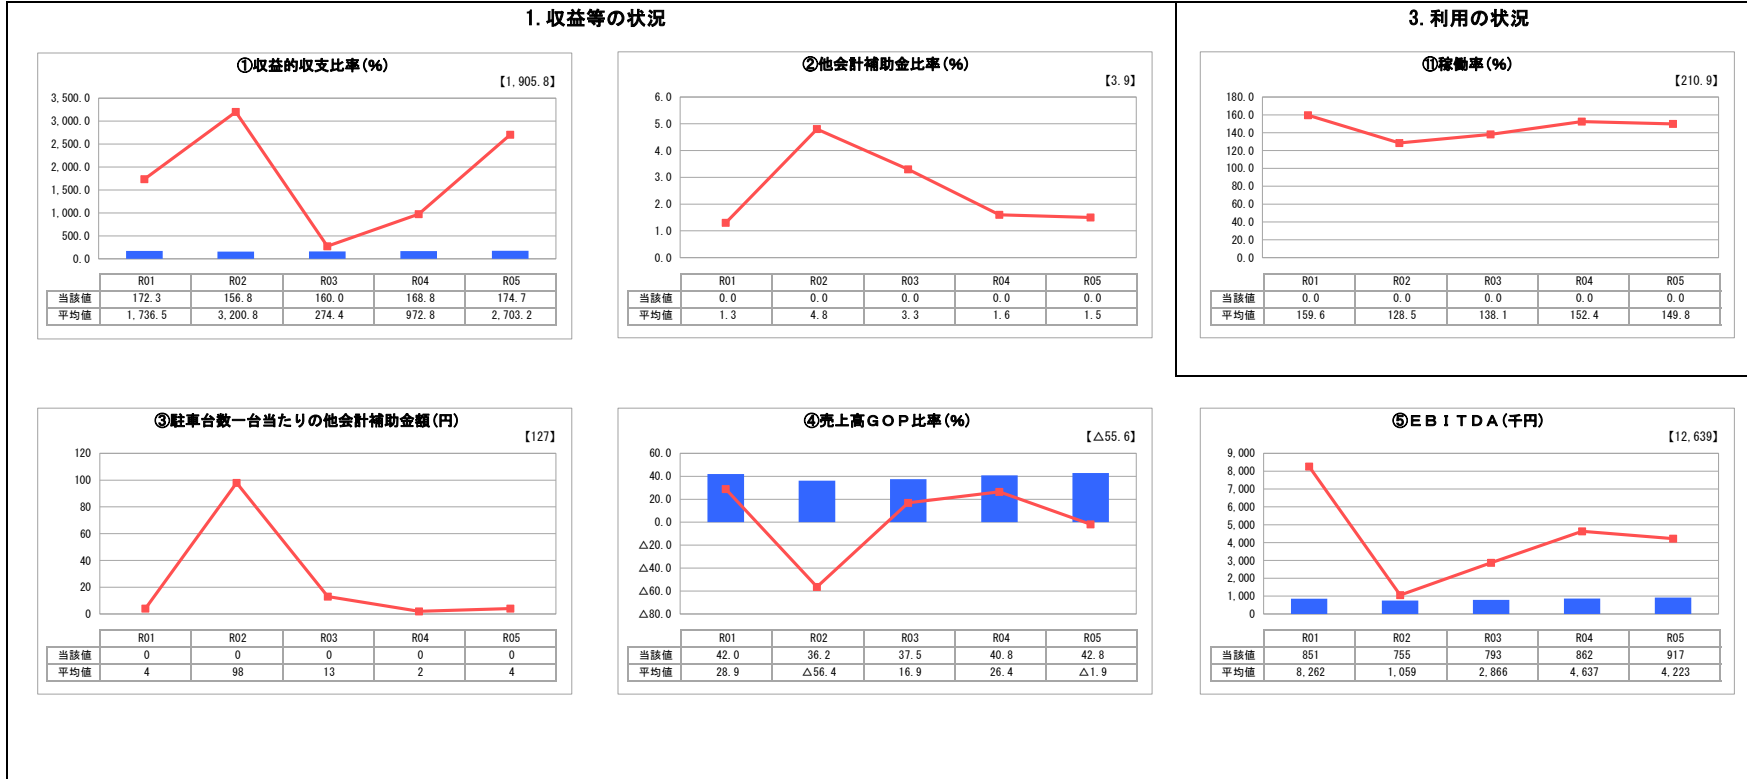 1. 収益等の状況
3. 利用の状況
①収益的収支比率(%)
【1,905.8】
3,500.0
3,000.0
2,500.0
2,000.0
1,500.0
1,000.0
500.0
0.0
R01 R02 R03 R04 R05
当該値 172.3 156.8 160.0 168.8 174.7
平均値 1,736.5 3,200.8 274.4 972.8 2,703.2
②他会計補助金比率(%)
【3.9】
6.0
5.0
4.0
3.0
2.0
1.0
0.0
R01 R02 R03 R04 R05
当該値 0.0 0.0 0.0 0.0 0.0
平均値 1.3 4.8 3.3 1.6 1.5
⑪稼働率(%)
【210.9】
180.0
160.0
140.0
120.0
100.0
80.0
60.0
40.0
20.0
0.0
R01 R02 R03 R04 R05
当該値 0.0 0.0 0.0 0.0 0.0
平均値 159.6 128.5 138.1 152.4 149.8
③駐車台数一台当たりの他会計補助金額(円)
【127】
120
100
80
60
40
20
0
R01 R02 R03 R04 R05
当該値 0 0 0 0 0
平均値 4 98 13 2 4
④売上高GOP比率(%)
【△55.6】
60.0
40.0
20.0
0.0
△20.0
△40.0
△60.0
△80.0
R01 R02 R03 R04 R05
当該値 42.0 36.2 37.5 40.8 42.8
平均値 28.9 △56.4 16.9 26.4 △1.9
⑤EBITDA(千円)
【12,639】
9,000
8,000
7,000
6,000
5,000
4,000
3,000
2,000
1,000
0
R01 R02 R03 R04 R05
当該値 851 755 793 862 917
平均値 8,262 1,059 2,866 4,637 4,223